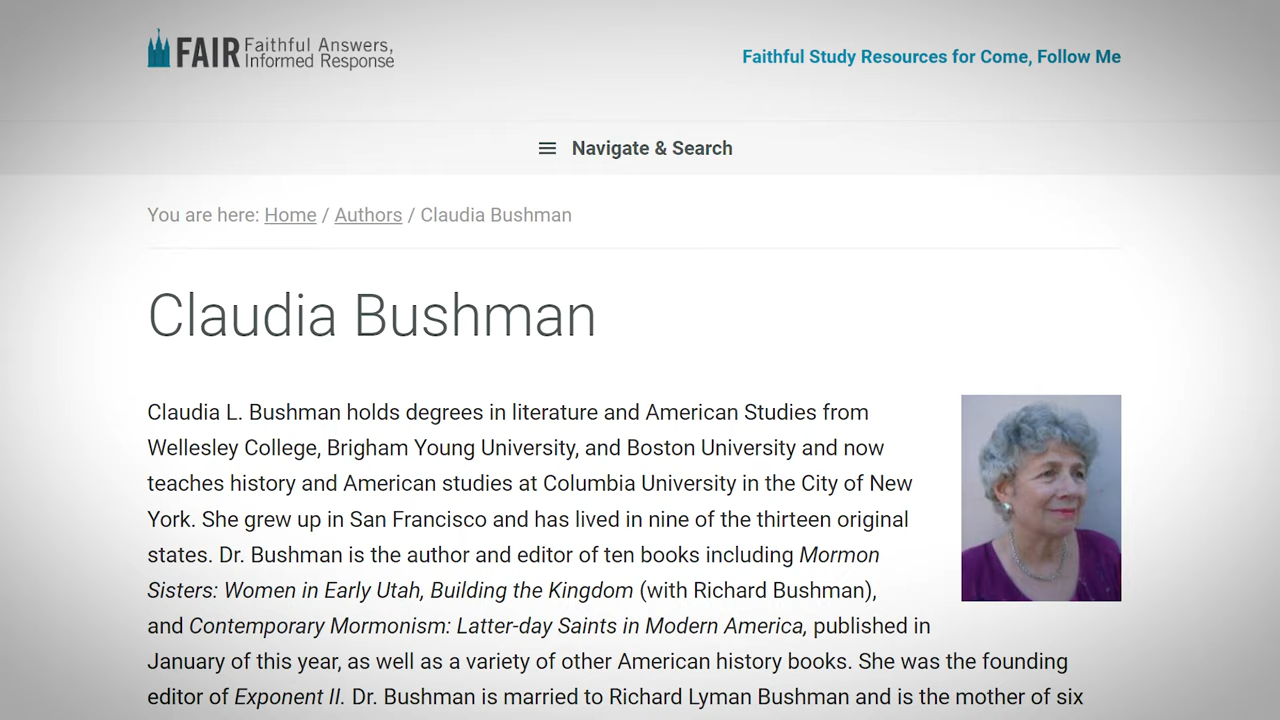 FAIR Faithful Answers,
Informed Response
Faithful Study Resources for Come, Follow Me
Navigate & Search
You are here: Home / Authors / Claudia Bushman
Claudia Bushman
Claudia L. Bushman holds degrees in literature and American Studies from
Wellesley College, Brigham Young University, and Boston University and now
teaches history and American studies at Columbia University in the City of New
York. She grew up in San Francisco and has lived in nine of the thirteen original
states. Dr. Bushman is the author and editor of ten books including Mormon
Sisters: Women in Early Utah, Building the Kingdom (with Richard Bushman),
and Contemporary Mormonism: Latter-day Saints in Modern America, published in
January of this year, as well as a variety of other American history books. She was the founding
editor of Exponent II. Dr. Bushman is married to Richard Lyman Bushman and is the mother of six